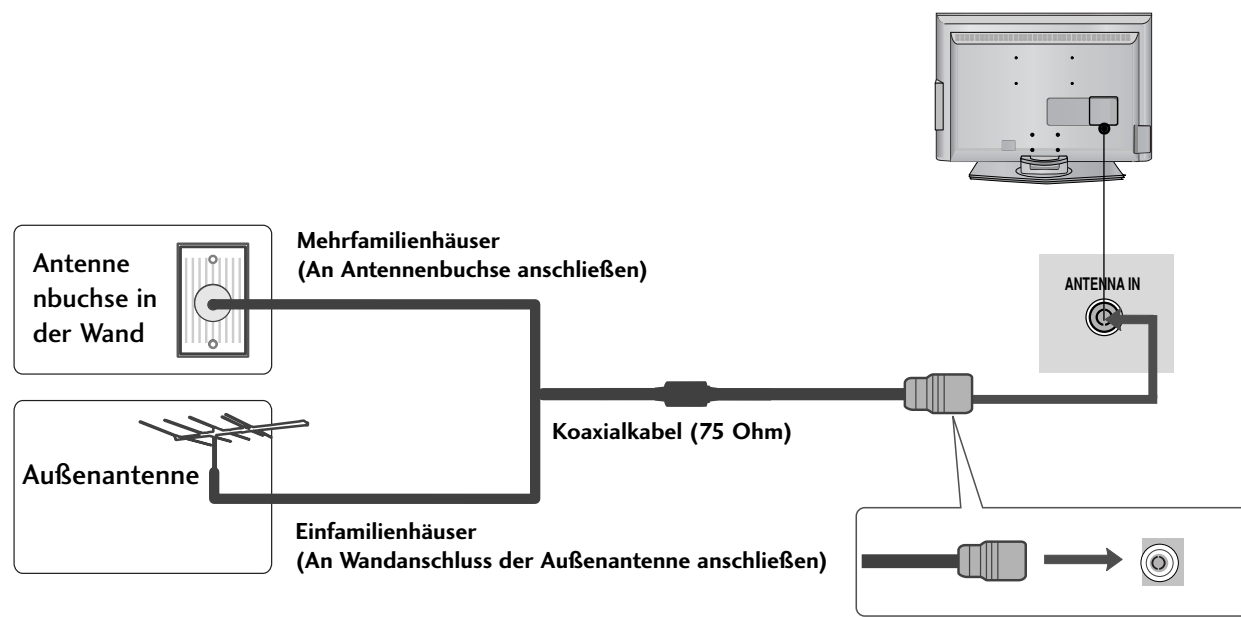 Antenne
nbuchse in
der Wand
Mehrfamilienhäuser
(An Antennenbuchse anschließen)
ANTENNA IN
Koaxialkabel (75 Ohm)
Außenantenne
Einfamilienhäuser
(An Wandanschluss der Außenantenne anschließen)